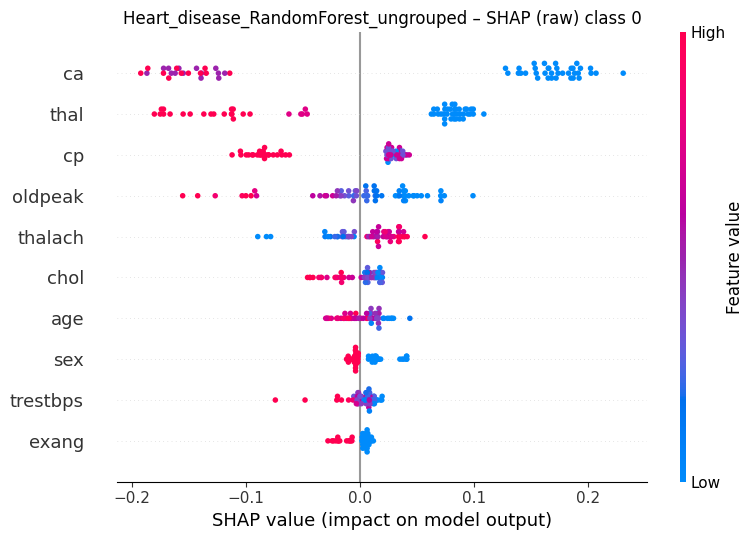 Heart_disease_RandomForest_ungrouped – SHAP (raw) class 0
High
ca
thal
cp
oldpeak
thalach
chol
age
sex
trestbps
exang
Feature value
Low
−0.2 −0.1 0.0 0.1 0.2
SHAP value (impact on model output)